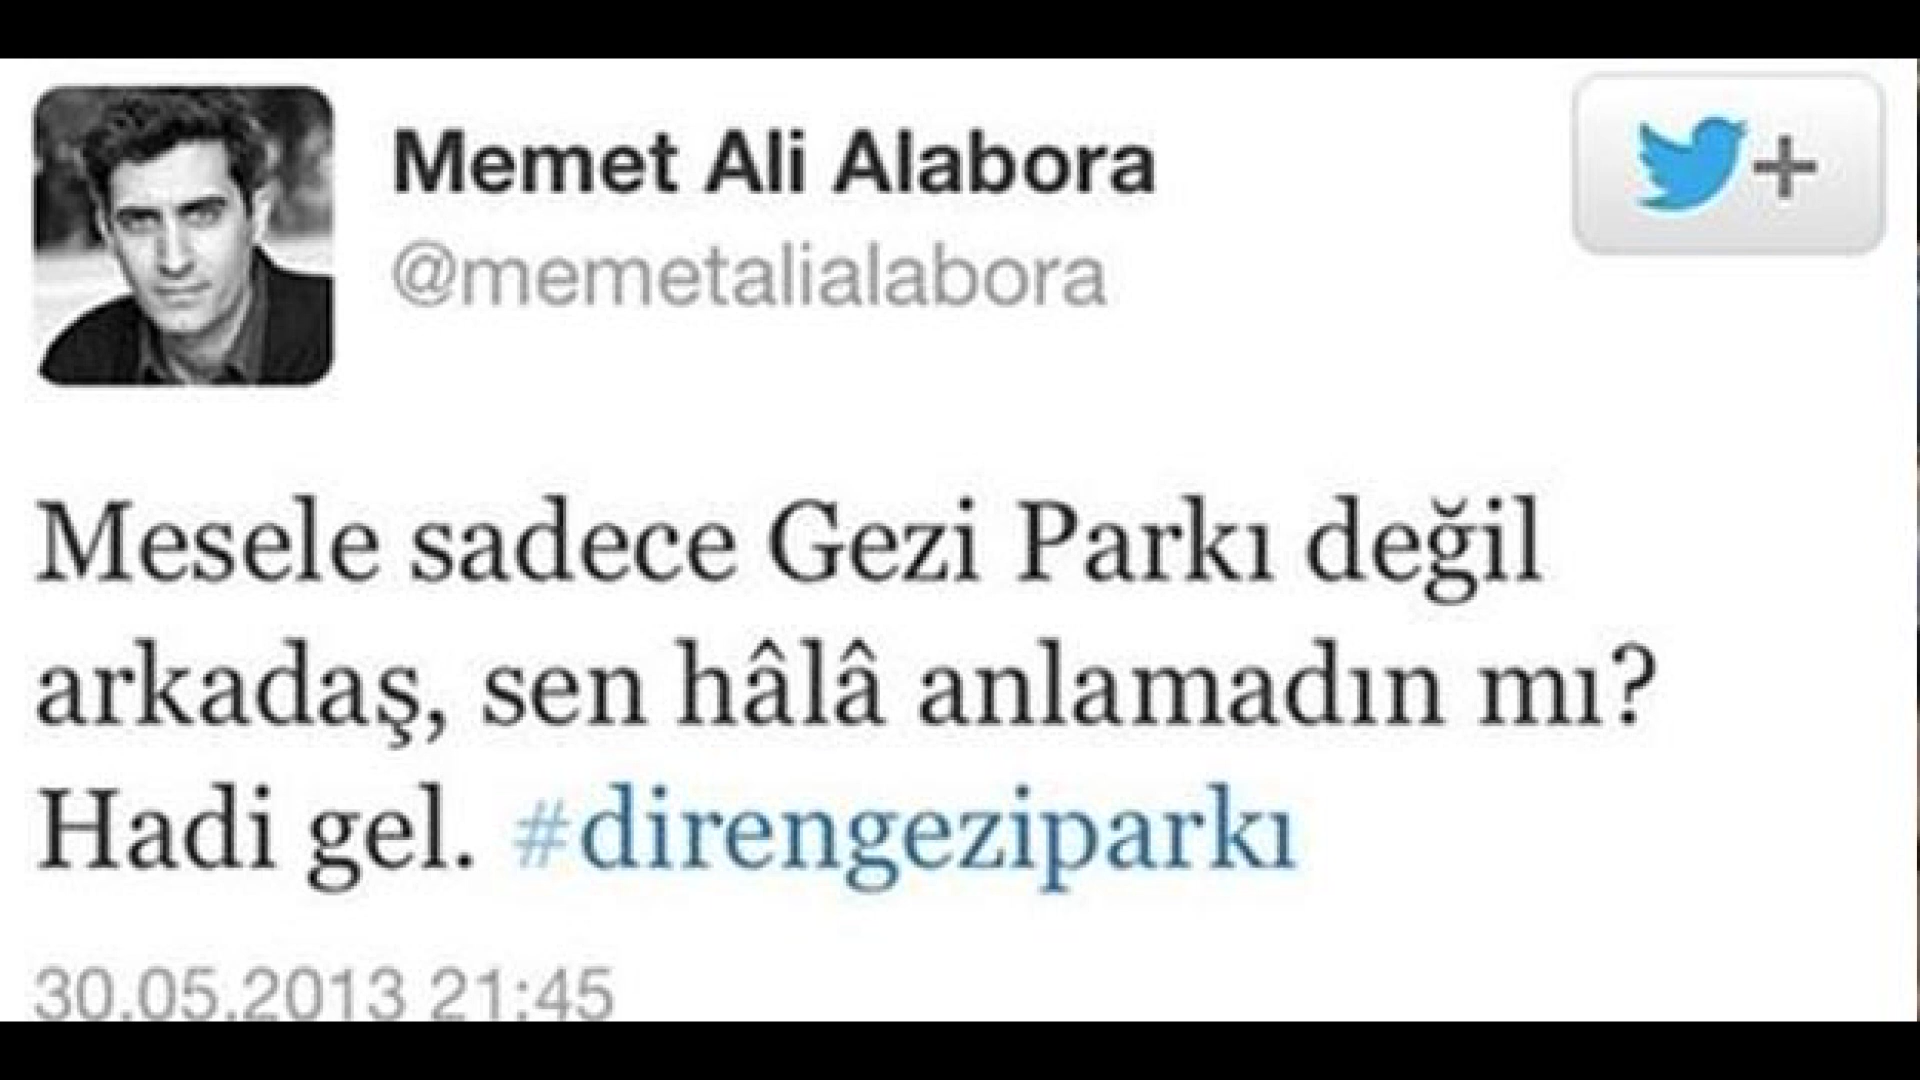 Memet Ali Alabora
@memetalialabora
Mesele sadece Gezi Parkı değil
arkadaş, sen hâlâ anlamadın mı?
Hadi gel. #direngeziparkı
30.05.2013 21:45